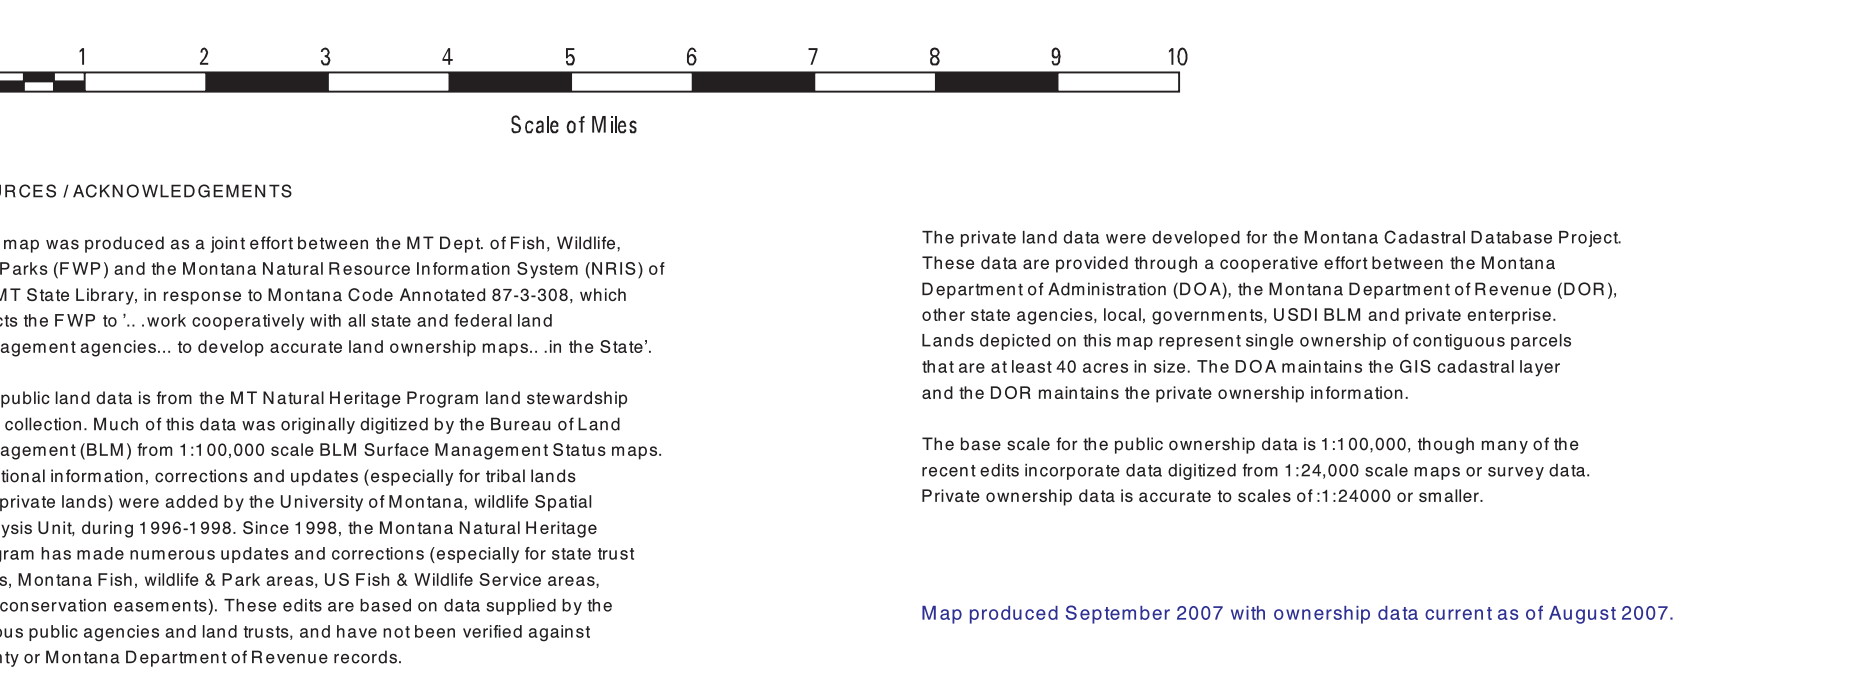 1 2 3 4 5 6 7 8 9 10
Scale of Miles
URCES / ACKNOWLEDGEMENTS
map was produced as a joint effort between the MT Dept. of Fish, Wildlife,
Parks (FWP) and the Montana Natural Resource Information System (NRIS) of
MT State Library, in response to Montana Code Annotated 87-3-308, which
cts the FWP to '.. .work cooperatively with all state and federal land
agement agencies... to develop accurate land ownership maps.. .in the State'.
public land data is from the MT Natural Heritage Program land stewardship
collection. Much of this data was originally digitized by the Bureau of Land
agement (BLM) from 1:100,000 scale BLM Surface Management Status maps.
tional information, corrections and updates (especially for tribal lands
private lands) were added by the University of Montana, wildlife Spatial
ysis Unit, during 1996-1998. Since 1998, the Montana Natural Heritage
gram has made numerous updates and corrections (especially for state trust
s, Montana Fish, wildlife & Park areas, US Fish & Wildlife Service areas,
conservation easements). These edits are based on data supplied by the
ous public agencies and land trusts, and have not been verified against
nty or Montana Department of Revenue records.
The private land data were developed for the Montana Cadastral Database Project.
These data are provided through a cooperative effort between the Montana
Department of Administration (DOA), the Montana Department of Revenue (DOR),
other state agencies, local, governments, USDI BLM and private enterprise.
Lands depicted on this map represent single ownership of contiguous parcels
that are at least 40 acres in size. The DOA maintains the GIS cadastral layer
and the DOR maintains the private ownership information.
The base scale for the public ownership data is 1:100,000, though many of the
recent edits incorporate data digitized from 1:24,000 scale maps or survey data.
Private ownership data is accurate to scales of :1:24000 or smaller.
Map produced September 2007 with ownership data current as of August 2007.